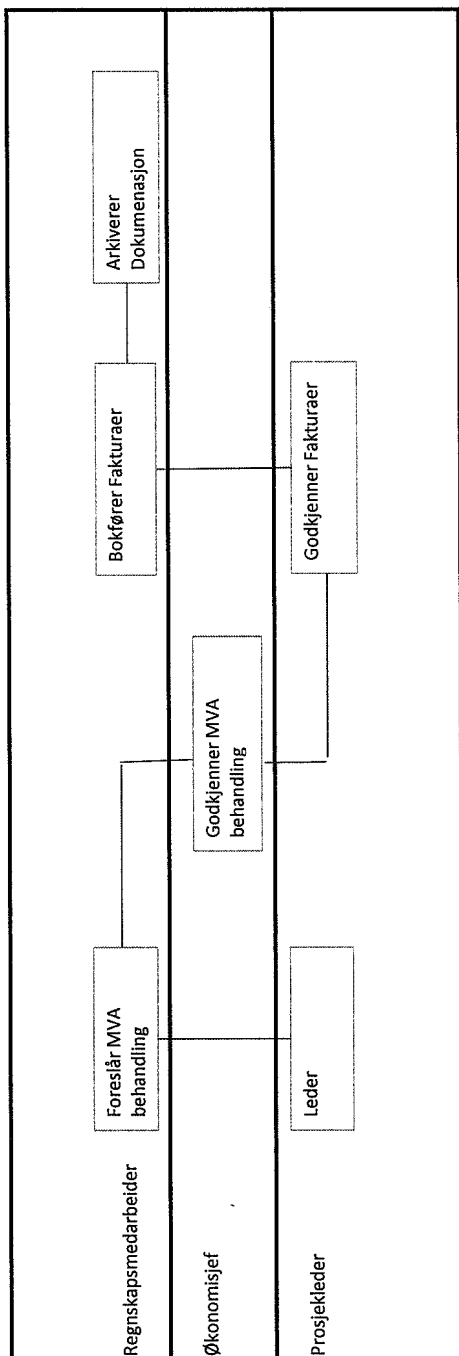 Regnskapsmedarbeider
Foreslår MVA
behandling
Bokfører Fakturaer
Arkiverer
Dokumenasjon
Økonomisjef
Godkjenner MVA
behandling
Prosjekleder
Leder
Godkjenner Fakturaer